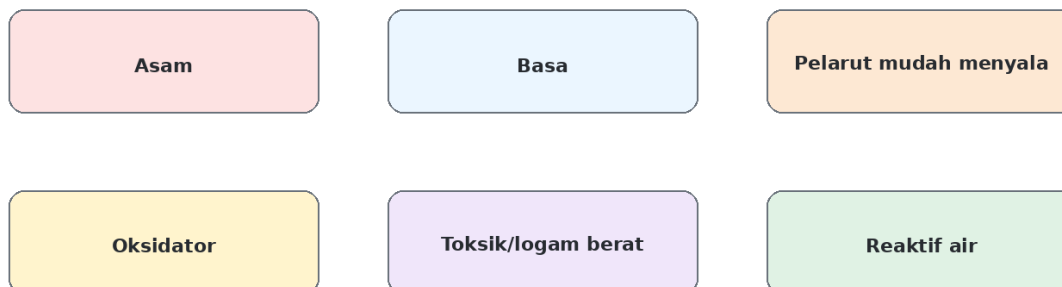 Asam
Basa
Pelarut mudah menyala
Oksidator
Toksik/logam berat
Reaktif air